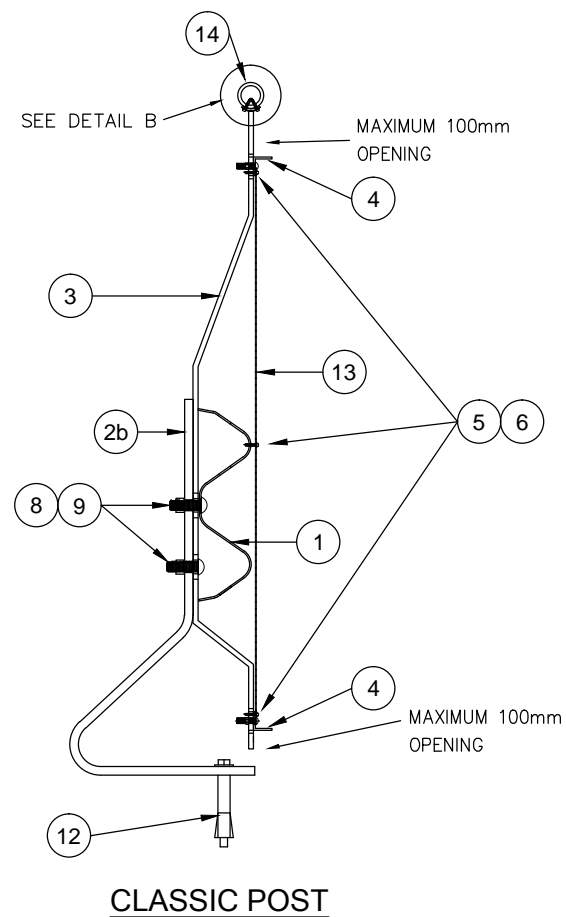 14
SEE DETAIL B
MAXIMUM 100mm
OPENING
4
3
13
2b
5 6
8 9
1
4
MAXIMUM 100mm
OPENING
12
CLASSIC POST